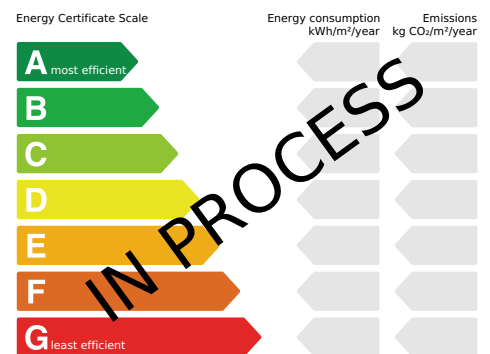 Energy Certificate Scale
Energy consumption
kWh/m²/year
Emissions
kg CO₂/m²/year
A most efficient
B
C
D
E
F
G least efficient
IN PROCESS